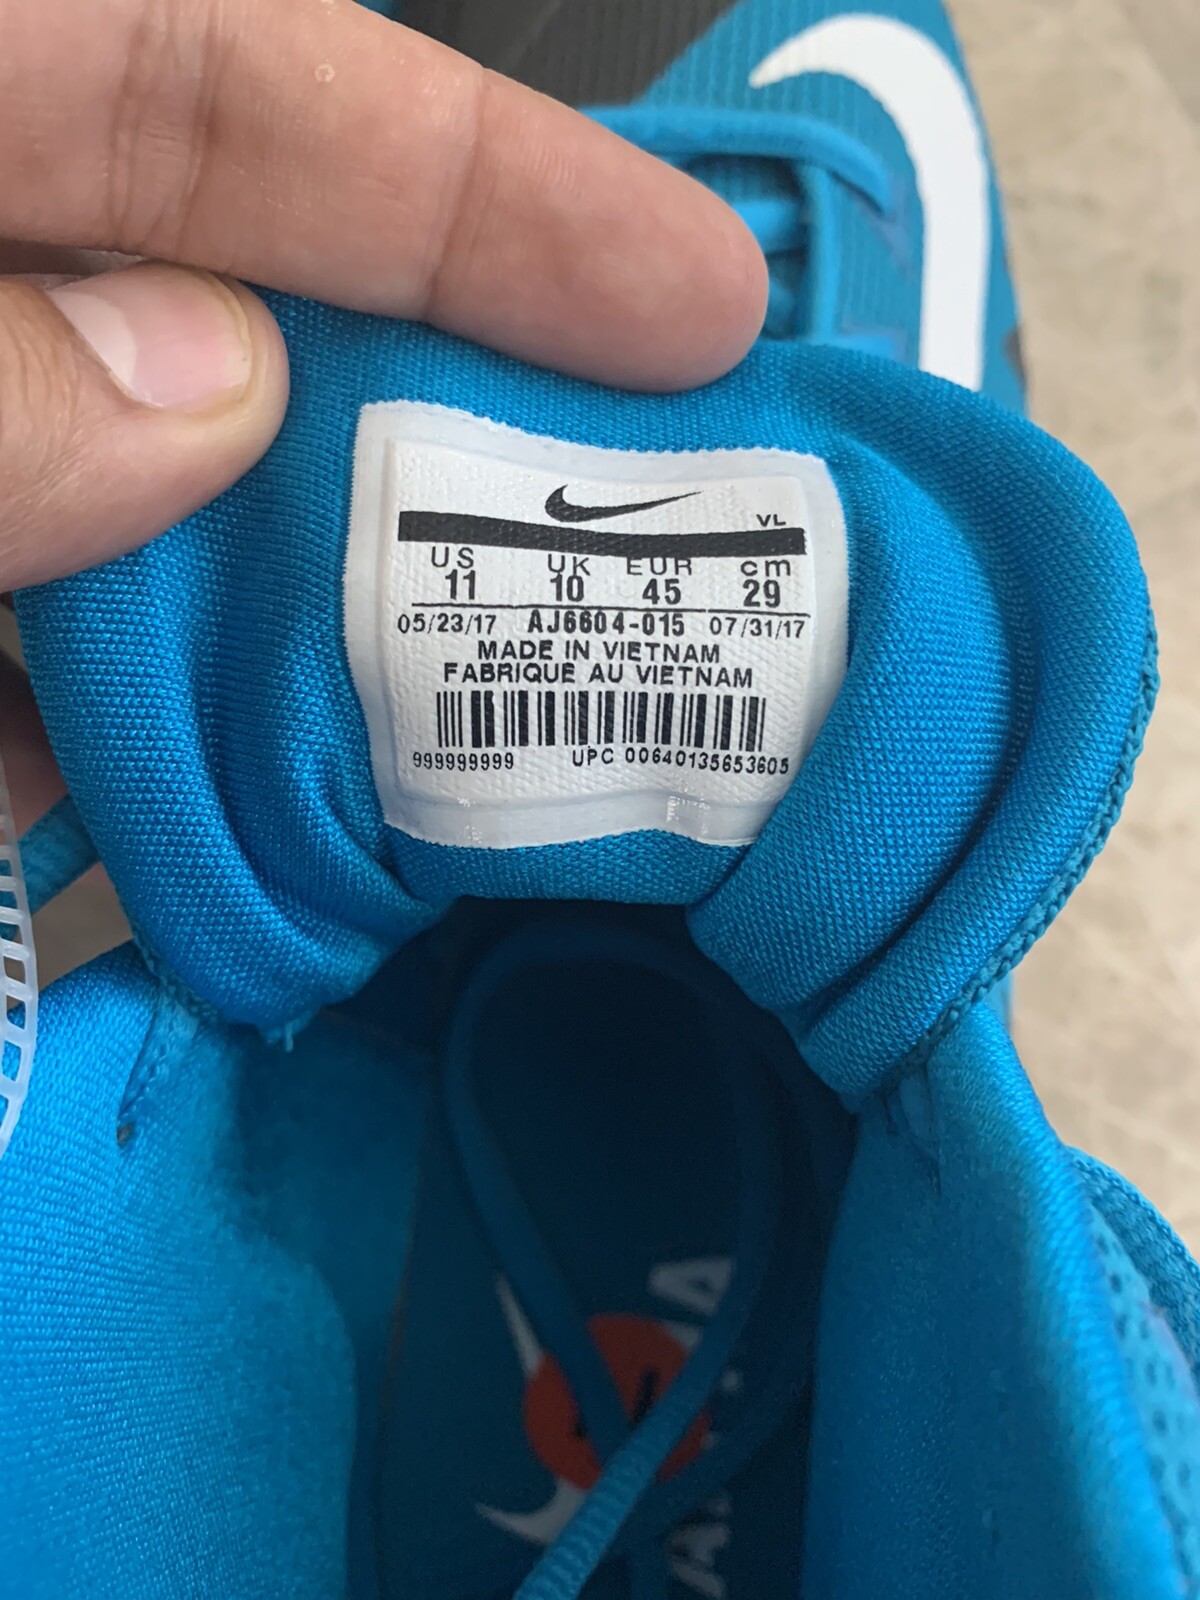 VL
US UK EUR cm
11 10 45 29
05/23/17 AJ6604-015 07/31/17
MADE IN VIETNAM
FABRIQUE AU VIETNAM
999999999 UPC 00640135653605